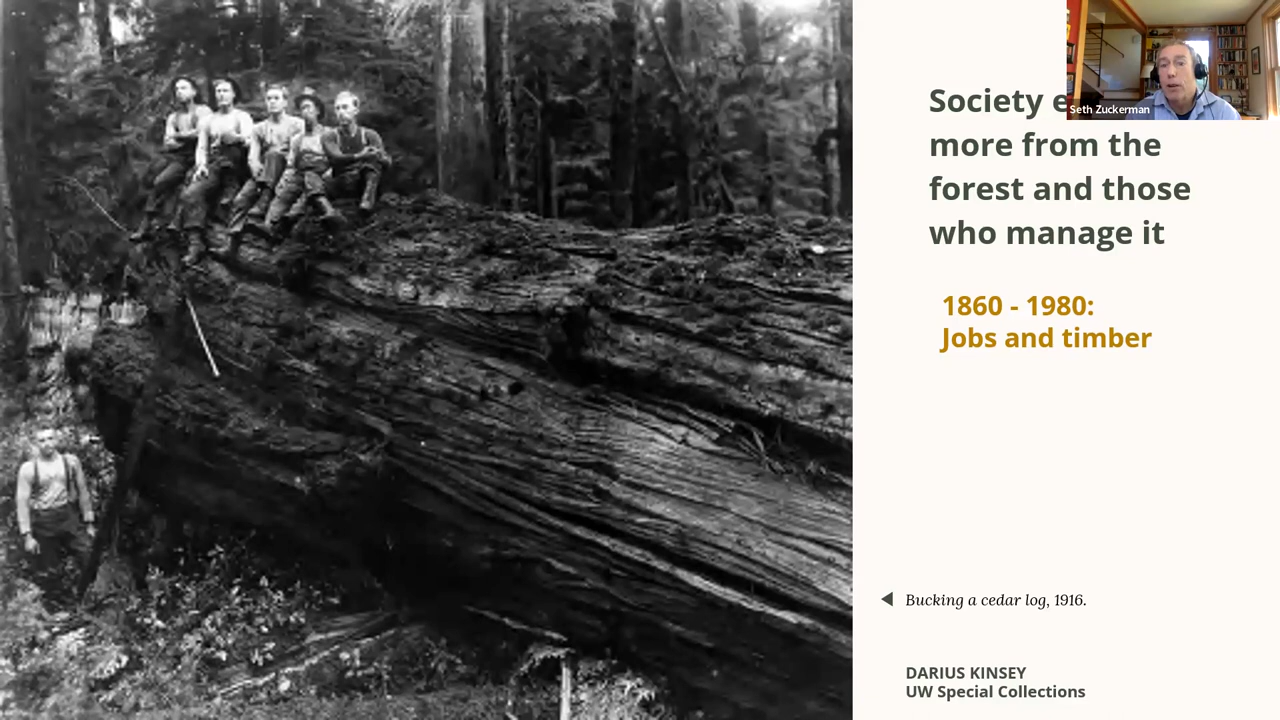 Society
more from the
forest and those
who manage it
1860 - 1980:
Jobs and timber
Bucking a cedar log, 1916.
DARIUS KINSEY
UW Special Collections
Seth Zuckerman